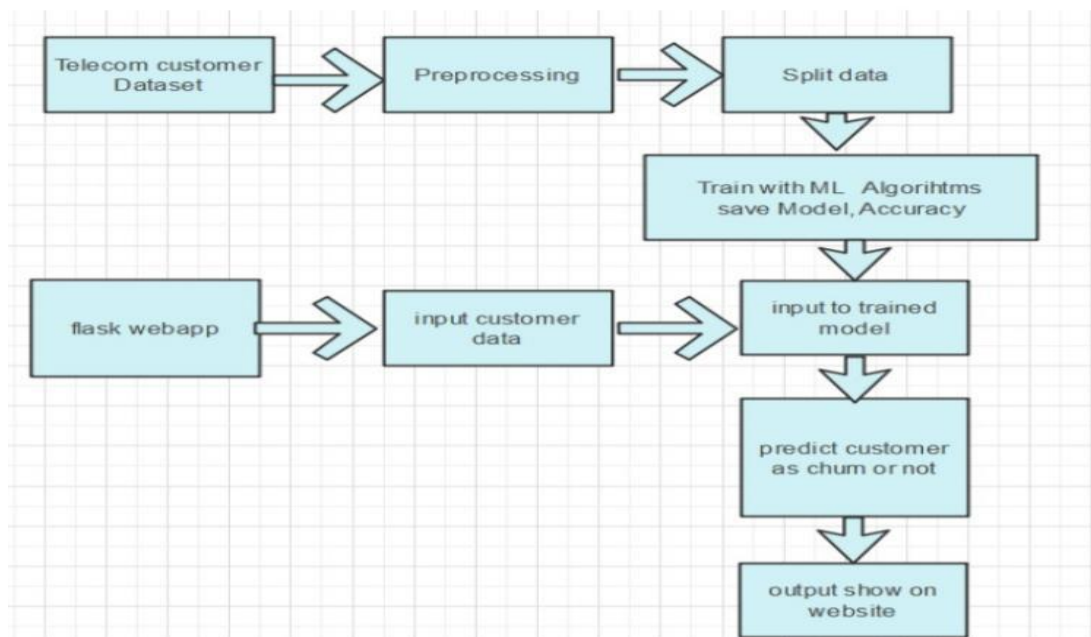 Telecom customer
Dataset
Preprocessing
Split data
Train with ML Algorihtms
save Model, Accuracy
flask webapp
input customer
data
input to trained
model
predict customer
as churn or not
output show on
website